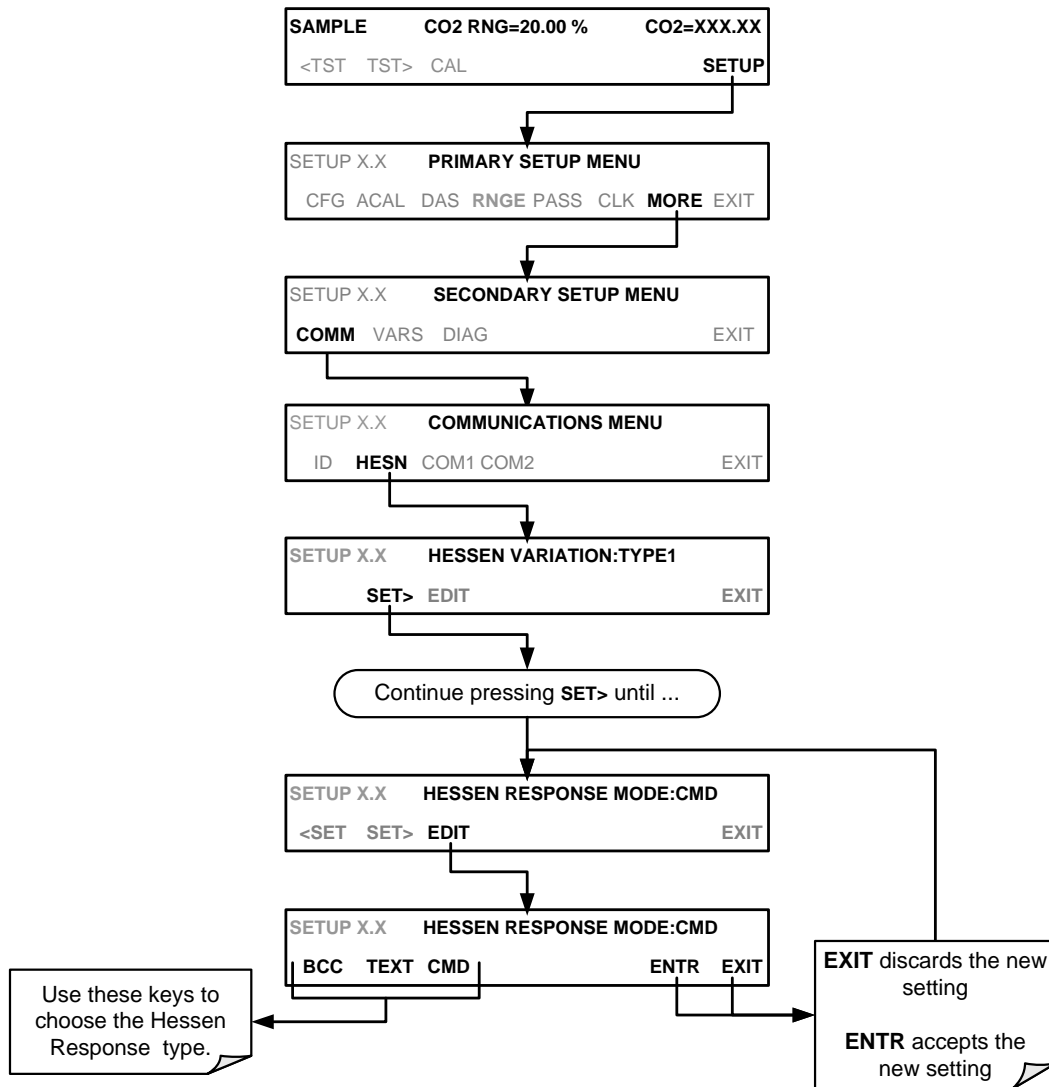 SAMPLE CO2 RNG=20.00 % CO2=XXX.XX
<TST TST> CAL SETUP
SETUP X.X PRIMARY SETUP MENU
CFG ACAL DAS RNGE PASS CLK MORE EXIT
SETUP X.X SECONDARY SETUP MENU
COMM VARS DIAG EXIT
SETUP X.X COMMUNICATIONS MENU
ID HESN COM1 COM2 EXIT
SETUP X.X HESSEN VARIATION:TYPE1
SET> EDIT EXIT
Continue pressing SET> until ...
SETUP X.X HESSEN RESPONSE MODE:CMD
<SET SET> EDIT EXIT
SETUP X.X HESSEN RESPONSE MODE:CMD
BCC TEXT CMD ENTR EXIT
Use these keys to
choose the Hessen
Response type.
EXIT discards the new
setting
ENTR accepts the
new setting